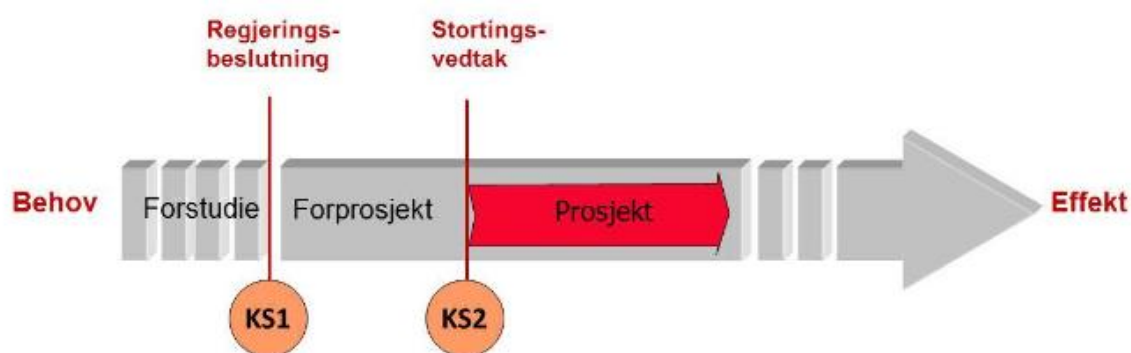 Regjerings-
beslutning
Stortings-
vedtak
Behov
Forstudie
Forprosjekt
Prosjekt
Effekt
KS1
KS2